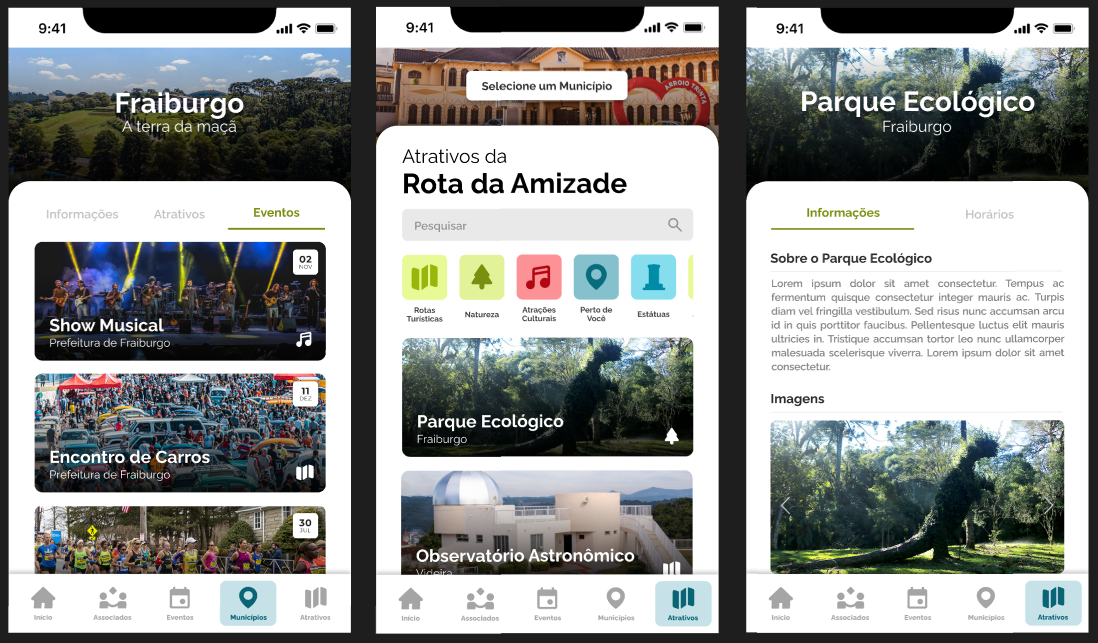 9:41
Fraiburgo
A terra da maçã
Informações
Atrativos
Eventos
02
NOV
Show Musical
Prefeitura de Fraiburgo
11
DEZ
Encontro de Carros
Prefeitura de Fraiburgo
30
JUL
Início
Associados
Eventos
Municípios
Atrativos
9:41
ARROIO TRINTA
Selecione um Município
Atrativos da
Rota da Amizade
Pesquisar
Rotas
Turísticas
Natureza
Atrações
Culturais
Perto de
Você
Estátuas
Parque Ecológico
Fraiburgo
Observatório Astronômico
Videira
Início
Associados
Eventos
Municípios
Atrativos
9:41
Parque Ecológico
Fraiburgo
Informações
Horários
Sobre o Parque Ecológico
Lorem ipsum dolor sit amet consectetur. Tempus ac
fermentum quisque consectetur integer mauris ac. Turpis
diam vel fringilla vestibulum. Sed risus nunc accumsan arcu
id in quis porttitor faucibus. Pellentesque luctus elit mauris
ultricies in. Tristique accumsan tortor leo nunc ullamcorper
malesuada scelerisque viverra. Lorem ipsum dolor sit amet
consectetur.
Imagens
Início
Associados
Eventos
Municípios
Atrativos